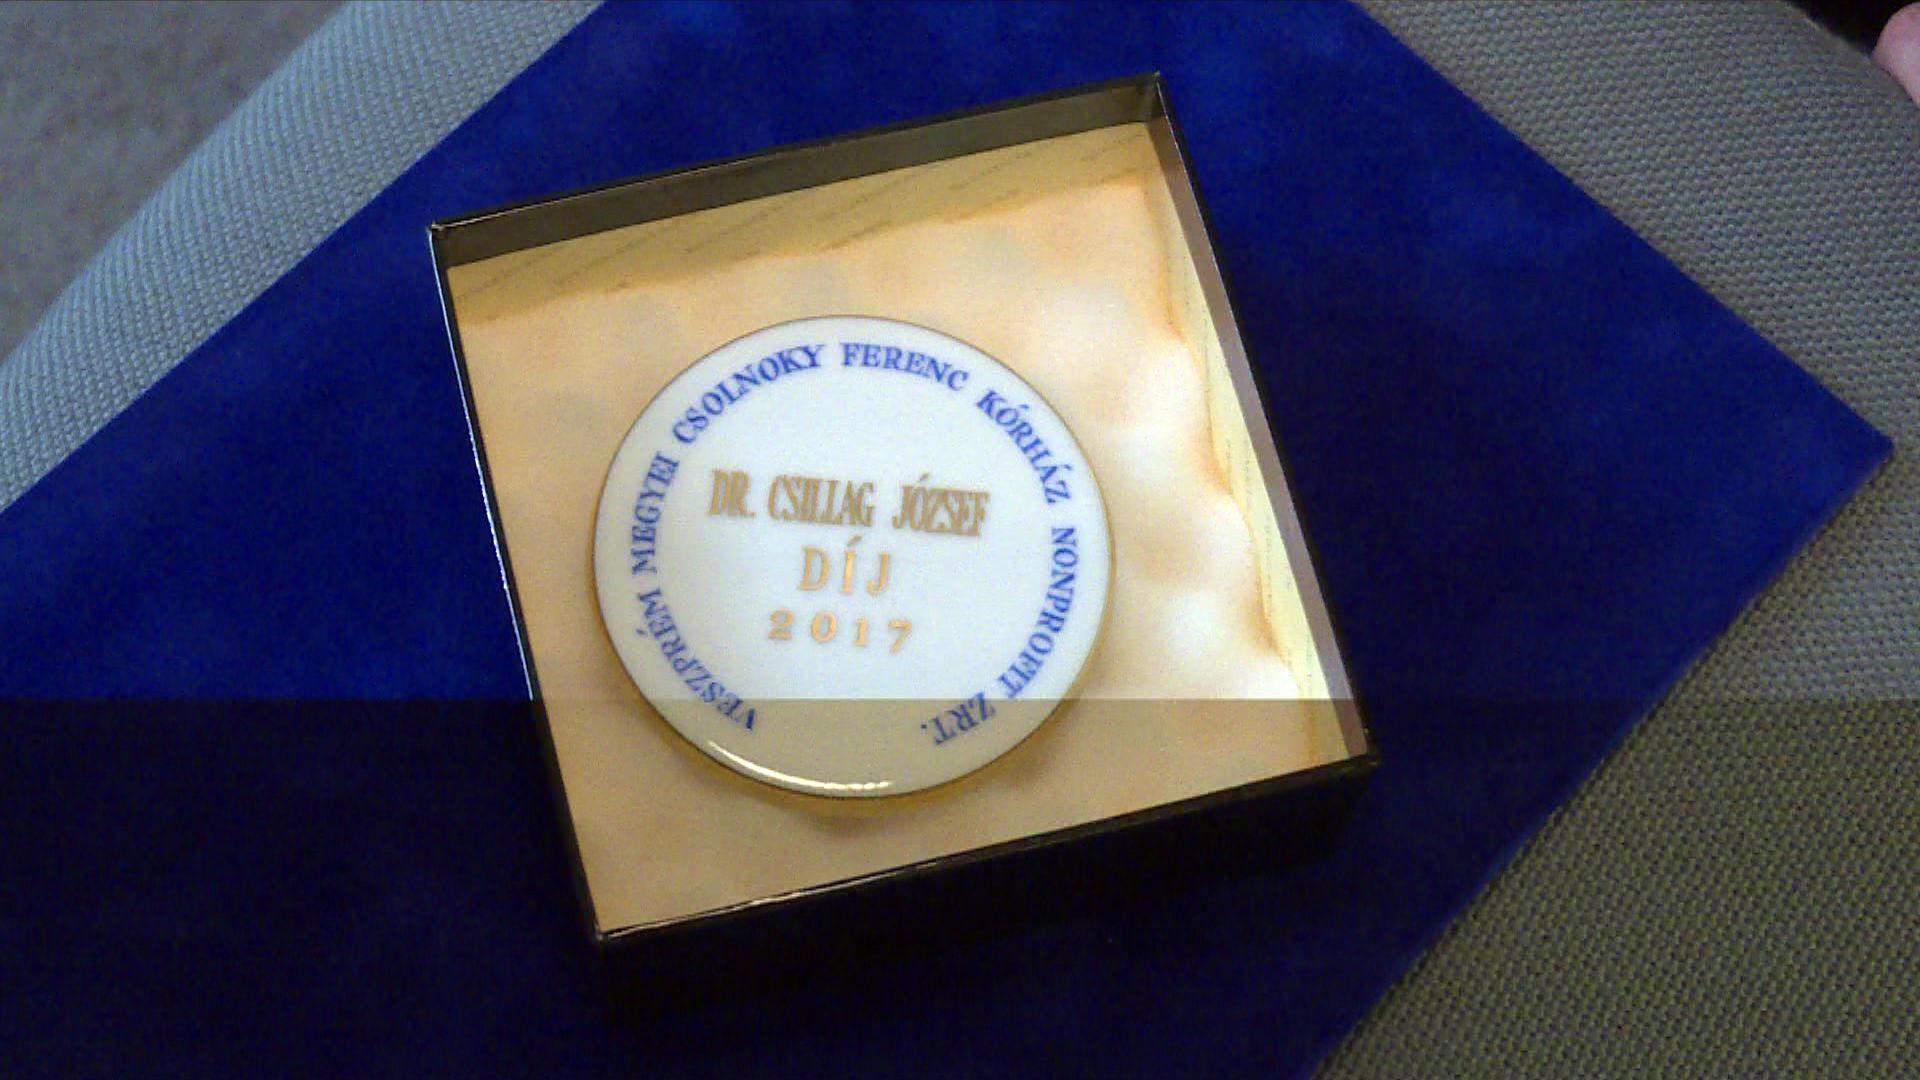 VESZPRÉM MEGYEI CSOLNOKY FERENC KÓRHÁZ NONPROFIT ZRT.
DR. CSILLAG JÓZSEF
DÍJ
2017